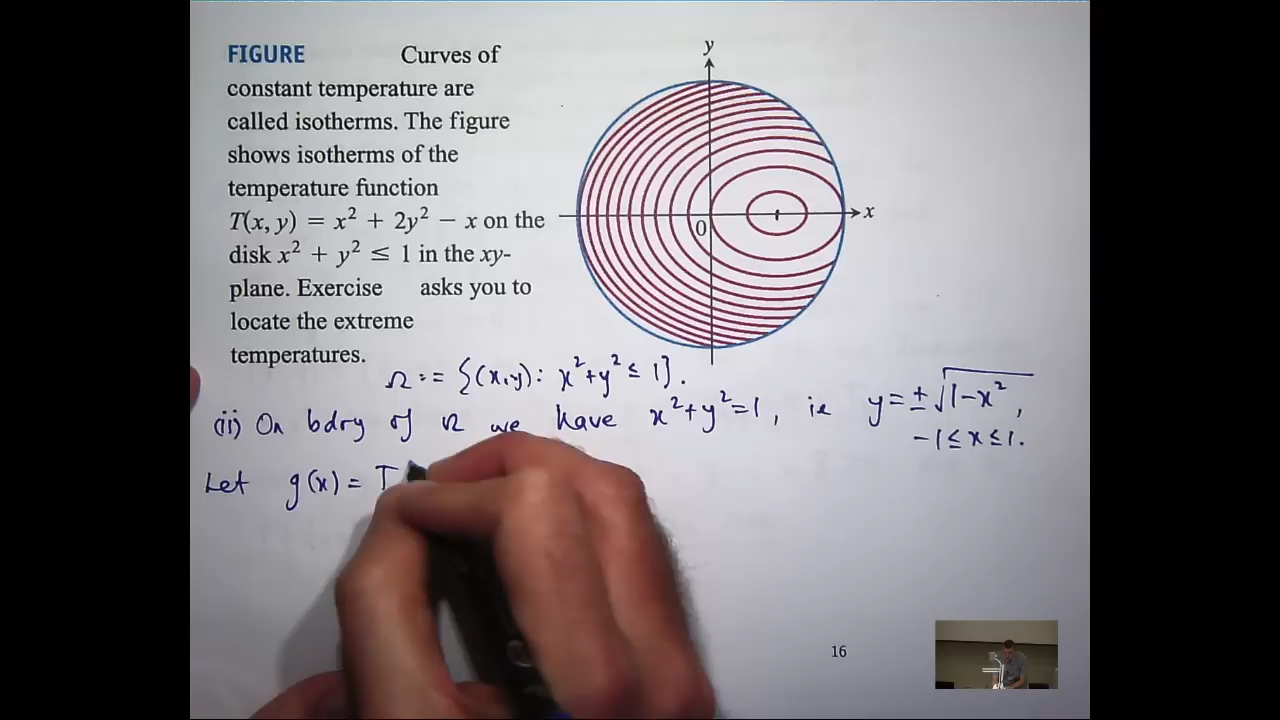 FIGURE Curves of
constant temperature are
called isotherms. The figure
shows isotherms of the
temperature function
T(x, y) = x² + 2y² − x on the
disk x² + y² ≤ 1 in the xy-
plane. Exercise asks you to
locate the extreme
temperatures.
y
x
0
Ω := {(x,y): x²+y² ≤ 1}.
(ii) On bdry of Ω we have x²+y²=1, ie y=±√1−x²,
−1≤x≤1.
Let g(x) = T
16